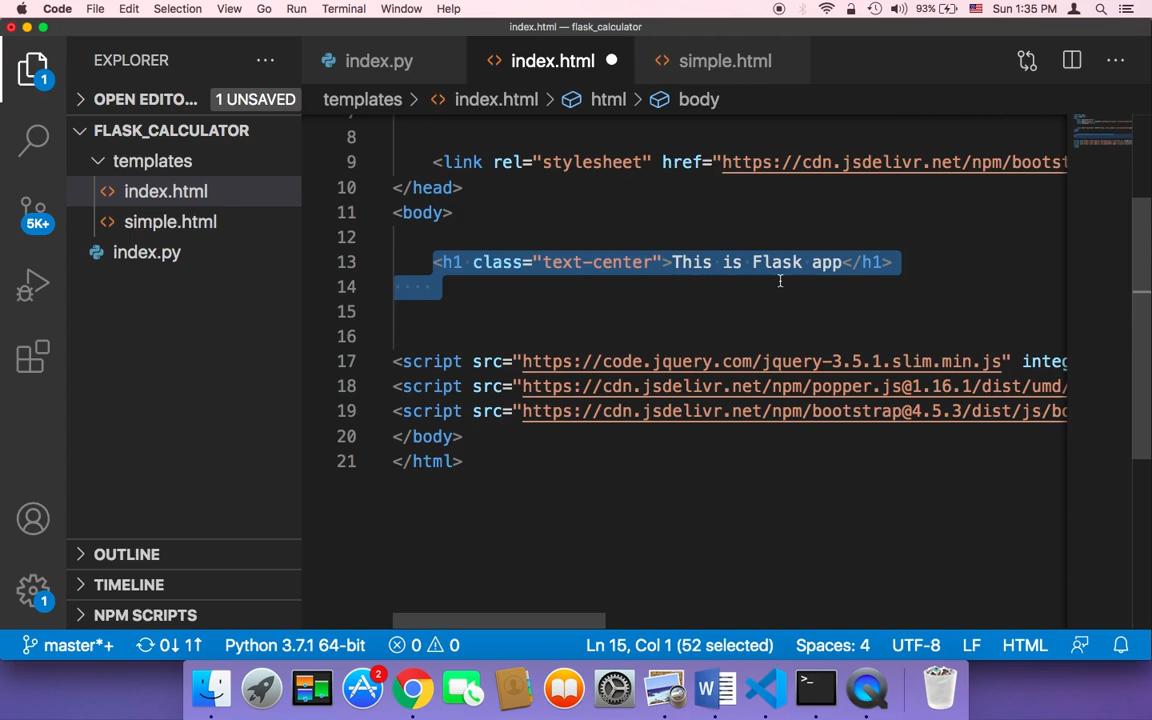 Code File Edit Selection View Go Run Terminal Window Help 93% Sun 1:35 PM
index.html — flask_calculator
EXPLORER
index.py
index.html
simple.html
1
OPEN EDITO... 1 UNSAVED
templates > index.html > html > body
FLASK_CALCULATOR
templates
index.html
simple.html
index.py
5K+
8
9 <link rel="stylesheet" href="https://cdn.jsdelivr.net/npm/bootst
10 </head>
11 <body>
12
13 <h1 class="text-center">This is Flask app</h1>
14
15
16
17 <script src="https://code.jquery.com/jquery-3.5.1.slim.min.js" integ
18 <script src="https://cdn.jsdelivr.net/npm/popper.js@1.16.1/dist/umd/
19 <script src="https://cdn.jsdelivr.net/npm/bootstrap@4.5.3/dist/js/bo
20 </body>
21 </html>
OUTLINE
TIMELINE
NPM SCRIPTS
1
master*+ 0↓ 1↑ Python 3.7.1 64-bit 0 0 Ln 15, Col 1 (52 selected) Spaces: 4 UTF-8 LF HTML
2